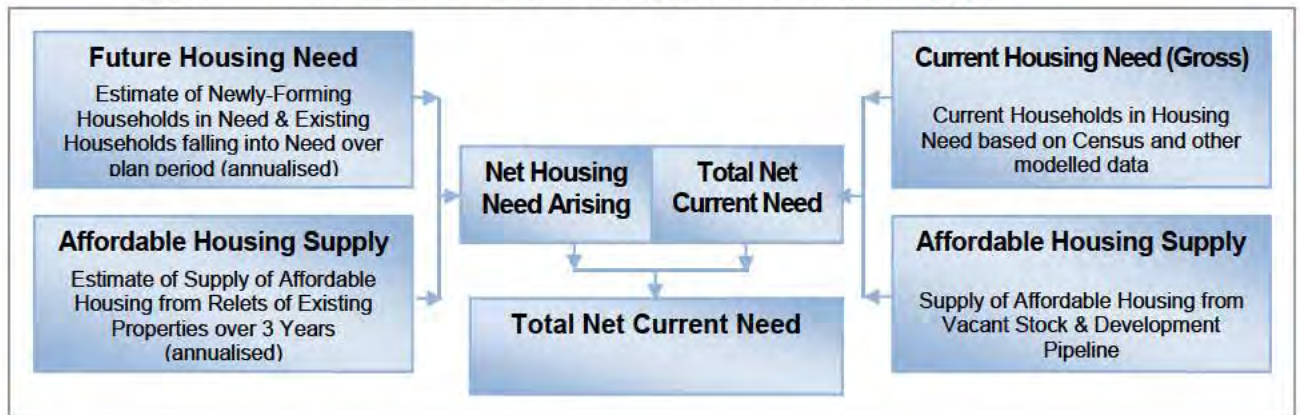 Future Housing Need
Estimate of Newly-Forming
Households in Need & Existing
Households falling into Need over
plan period (annualised)
Affordable Housing Supply
Estimate of Supply of Affordable
Housing from Relets of Existing
Properties over 3 Years
(annualised)
Net Housing
Need Arising
Total Net
Current Need
Total Net Current Need
Current Housing Need (Gross)
Current Households in Housing
Need based on Census and other
modelled data
Affordable Housing Supply
Supply of Affordable Housing from
Vacant Stock & Development
Pipeline